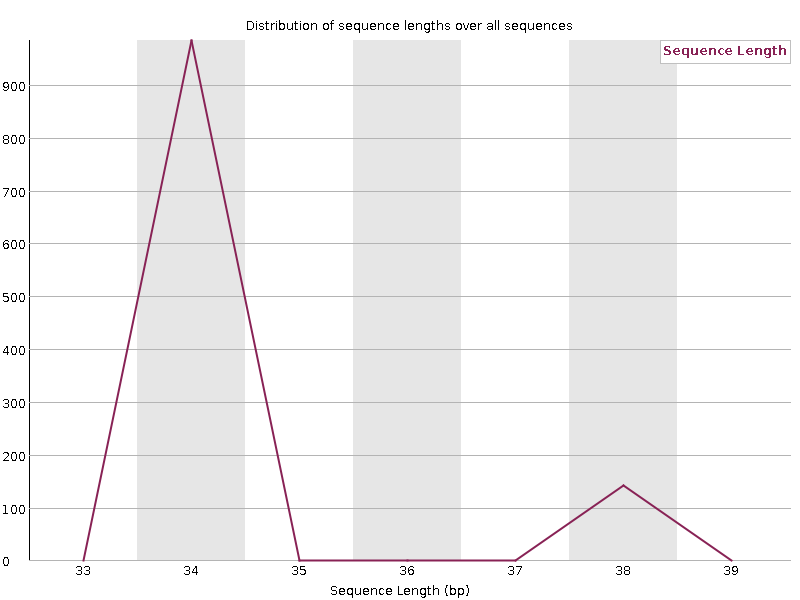 Distribution of sequence lengths over all sequences
Sequence Length
900
800
700
600
500
400
300
200
100
0
33 34 35 36 37 38 39
Sequence Length (bp)